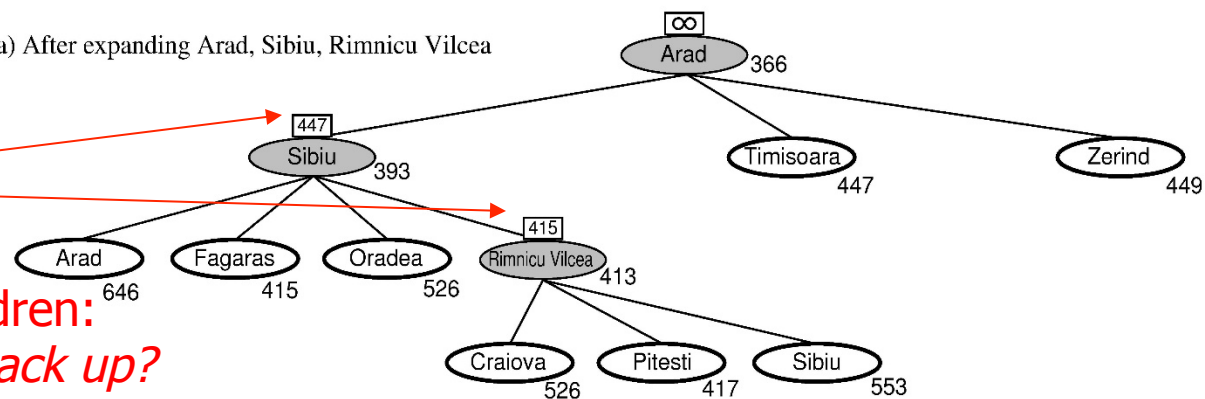 ∞
a) After expanding Arad, Sibiu, Rimnicu Vilcea
Arad 366
447
Sibiu 393
Timisoara 447
Zerind 449
415
Arad 646
Fagaras 415
Oradea 526
Rimnicu Vilcea 413
dren:
ack up?
Craiova 526
Pitesti 417
Sibiu 553